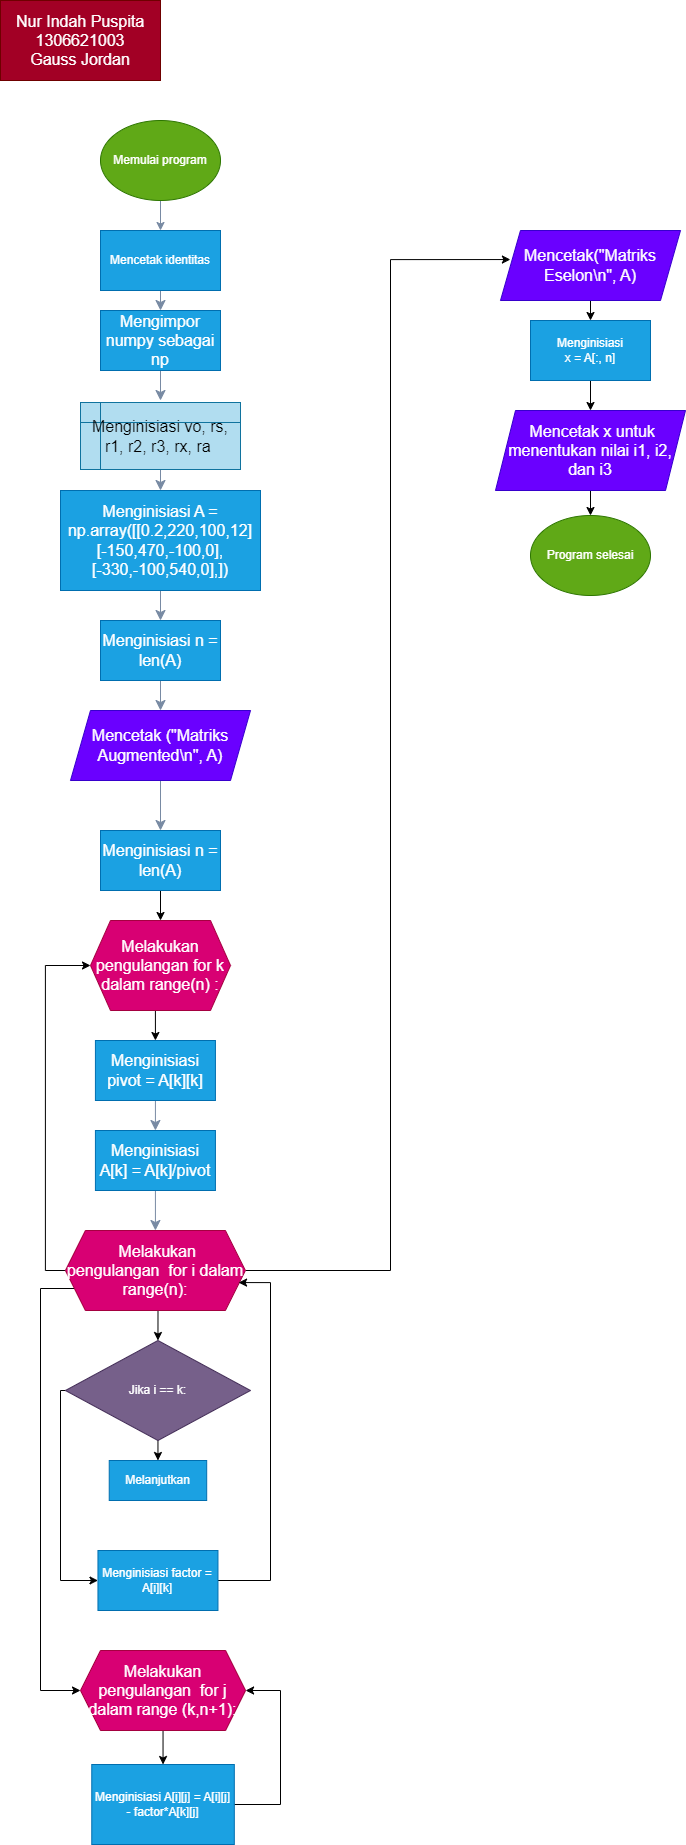 Nur Indah Puspita
1306621003
Gauss Jordan
Memulai program
Mencetak identitas
Mengimpor
numpy sebagai
np
Menginisiasi vo, rs,
r1, r2, r3, rx, ra
Menginisiasi A =
np.array([[0.2,220,100,12]
[-150,470,-100,0],
[-330,-100,540,0],])
Menginisiasi n =
len(A)
Mencetak ("Matriks
Augmented\n", A)
Menginisiasi n =
len(A)
Melakukan
pengulangan for k
dalam range(n) :
Menginisiasi
pivot = A[k][k]
Menginisiasi
A[k] = A[k]/pivot
Melakukan
pengulangan  for i dalam
range(n):
Jika i == k:
Melanjutkan
Menginisiasi factor =
A[i][k]
Melakukan
pengulangan  for j
dalam range (k,n+1):
Menginisiasi A[i][j] = A[i][j]
- factor*A[k][j]
Mencetak("Matriks
Eselon\n", A)
Menginisiasi
x = A[:, n]
Mencetak x untuk
menentukan nilai i1, i2,
dan i3
Program selesai